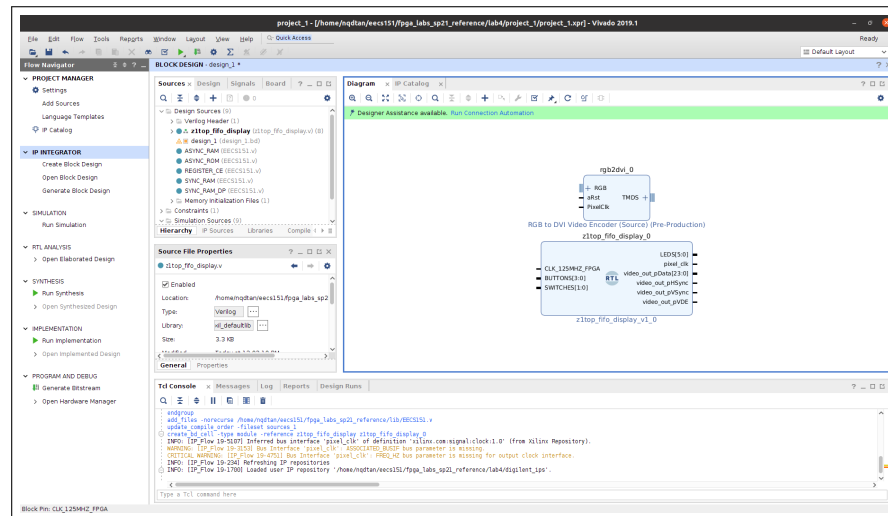 project_1 - [/home/nqdtan/eecs151/fpga_labs_sp21_reference/lab4/project_1/project_1.xpr] - Vivado 2019.1
File Edit Flow Tools Reports Window Layout View Help Quick Access Ready
Default Layout
Flow Navigator
PROJECT MANAGER
Settings
Add Sources
Language Templates
IP Catalog
IP INTEGRATOR
Create Block Design
Open Block Design
Generate Block Design
SIMULATION
Run Simulation
RTL ANALYSIS
Open Elaborated Design
SYNTHESIS
Run Synthesis
Open Synthesized Design
IMPLEMENTATION
Run Implementation
Open Implemented Design
PROGRAM AND DEBUG
Generate Bitstream
Open Hardware Manager
BLOCK DESIGN - design_1 *
Sources Design Signals Board
0
Design Sources (9)
Verilog Header (1)
z1top_fifo_display (z1top_fifo_display.v) (8)
design_1 (design_1.bd)
ASYNC_RAM (EECS151.v)
ASYNC_ROM (EECS151.v)
REGISTER_CE (EECS151.v)
SYNC_RAM (EECS151.v)
SYNC_RAM_DP (EECS151.v)
Memory Initialization Files (1)
Constraints (1)
Simulation Sources (9)
Hierarchy IP Sources Libraries Compile
Source File Properties
z1top_fifo_display.v
Enabled
Location: /home/nqdtan/eecs151/fpga_labs_sp2
Type: Verilog
Library: xil_defaultlib
Size: 3.3 KB
General Properties
Diagram IP Catalog
Designer Assistance available. Run Connection Automation
rgb2dvi_0
RGB
aRst TMDS
PixelClk
RGB to DVI Video Encoder (Source) (Pre-Production)
z1top_fifo_display_0
LEDS[5:0]
pixel_clk
CLK_125MHZ_FPGA video_out_pData[23:0]
BUTTONS[3:0] RTL video_out_pHSync
SWITCHES[1:0] video_out_pVSync
video_out_pVDE
z1top_fifo_display_v1_0
Tcl Console Messages Log Reports Design Runs
endgroup
add_files -norecurse /home/nqdtan/eecs151/fpga_labs_sp21_reference/lib/EECS151.v
update_compile_order -fileset sources_1
create_bd_cell -type module -reference z1top_fifo_display z1top_fifo_display_0
INFO: [IP_Flow 19-5107] Inferred bus interface 'pixel_clk' of definition 'xilinx.com:signal:clock:1.0' (from Xilinx Repository).
WARNING: [IP_Flow 19-3153] Bus Interface 'pixel_clk': ASSOCIATED_BUSIF bus parameter is missing.
CRITICAL WARNING: [IP_Flow 19-4751] Bus Interface 'pixel_clk': FREQ_HZ bus parameter is missing for output clock interface.
INFO: [IP_Flow 19-234] Refreshing IP repositories
INFO: [IP_Flow 19-1700] Loaded user IP repository '/home/nqdtan/eecs151/fpga_labs_sp21_reference/lab4/digilent_ips'.
Type a Tcl command here
Block Pin: CLK_125MHZ_FPGA